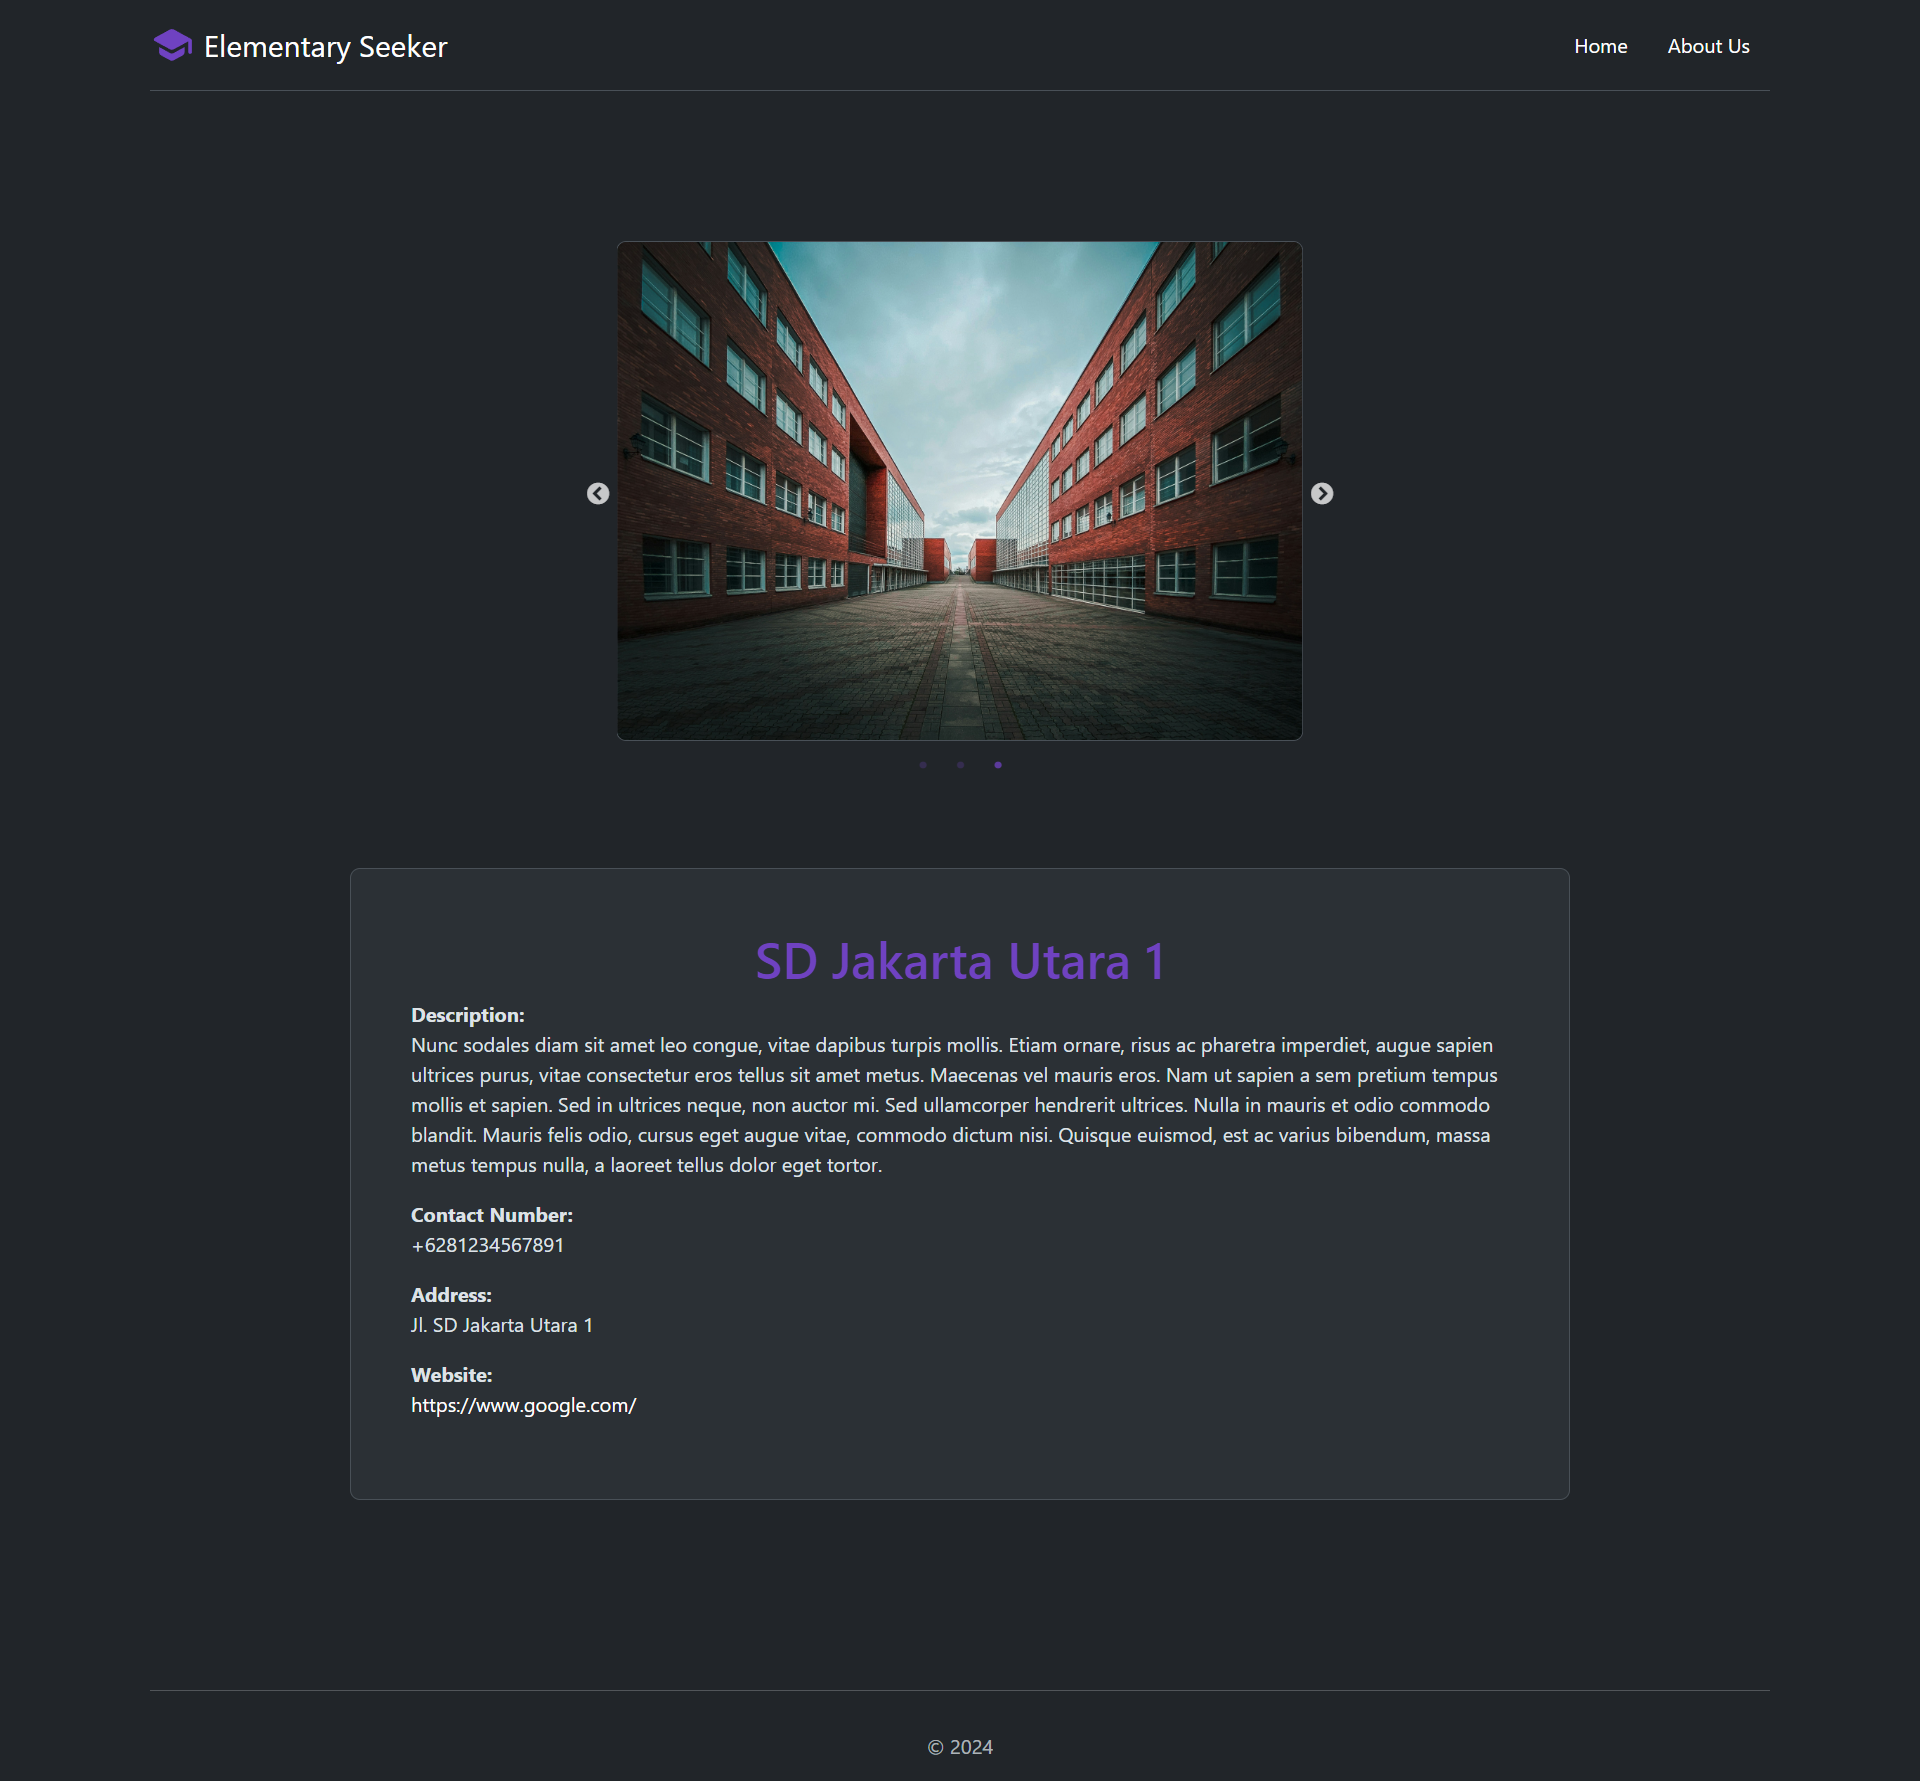 Elementary Seeker
Home
About Us
SD Jakarta Utara 1
Description:
Nunc sodales diam sit amet leo congue, vitae dapibus turpis mollis. Etiam ornare, risus ac pharetra imperdiet, augue sapien
ultrices purus, vitae consectetur eros tellus sit amet metus. Maecenas vel mauris eros. Nam ut sapien a sem pretium tempus
mollis et sapien. Sed in ultrices neque, non auctor mi. Sed ullamcorper hendrerit ultrices. Nulla in mauris et odio commodo
blandit. Mauris felis odio, cursus eget augue vitae, commodo dictum nisi. Quisque euismod, est ac varius bibendum, massa
metus tempus nulla, a laoreet tellus dolor eget tortor.
Contact Number:
+6281234567891
Address:
Jl. SD Jakarta Utara 1
Website:
https://www.google.com/
© 2024